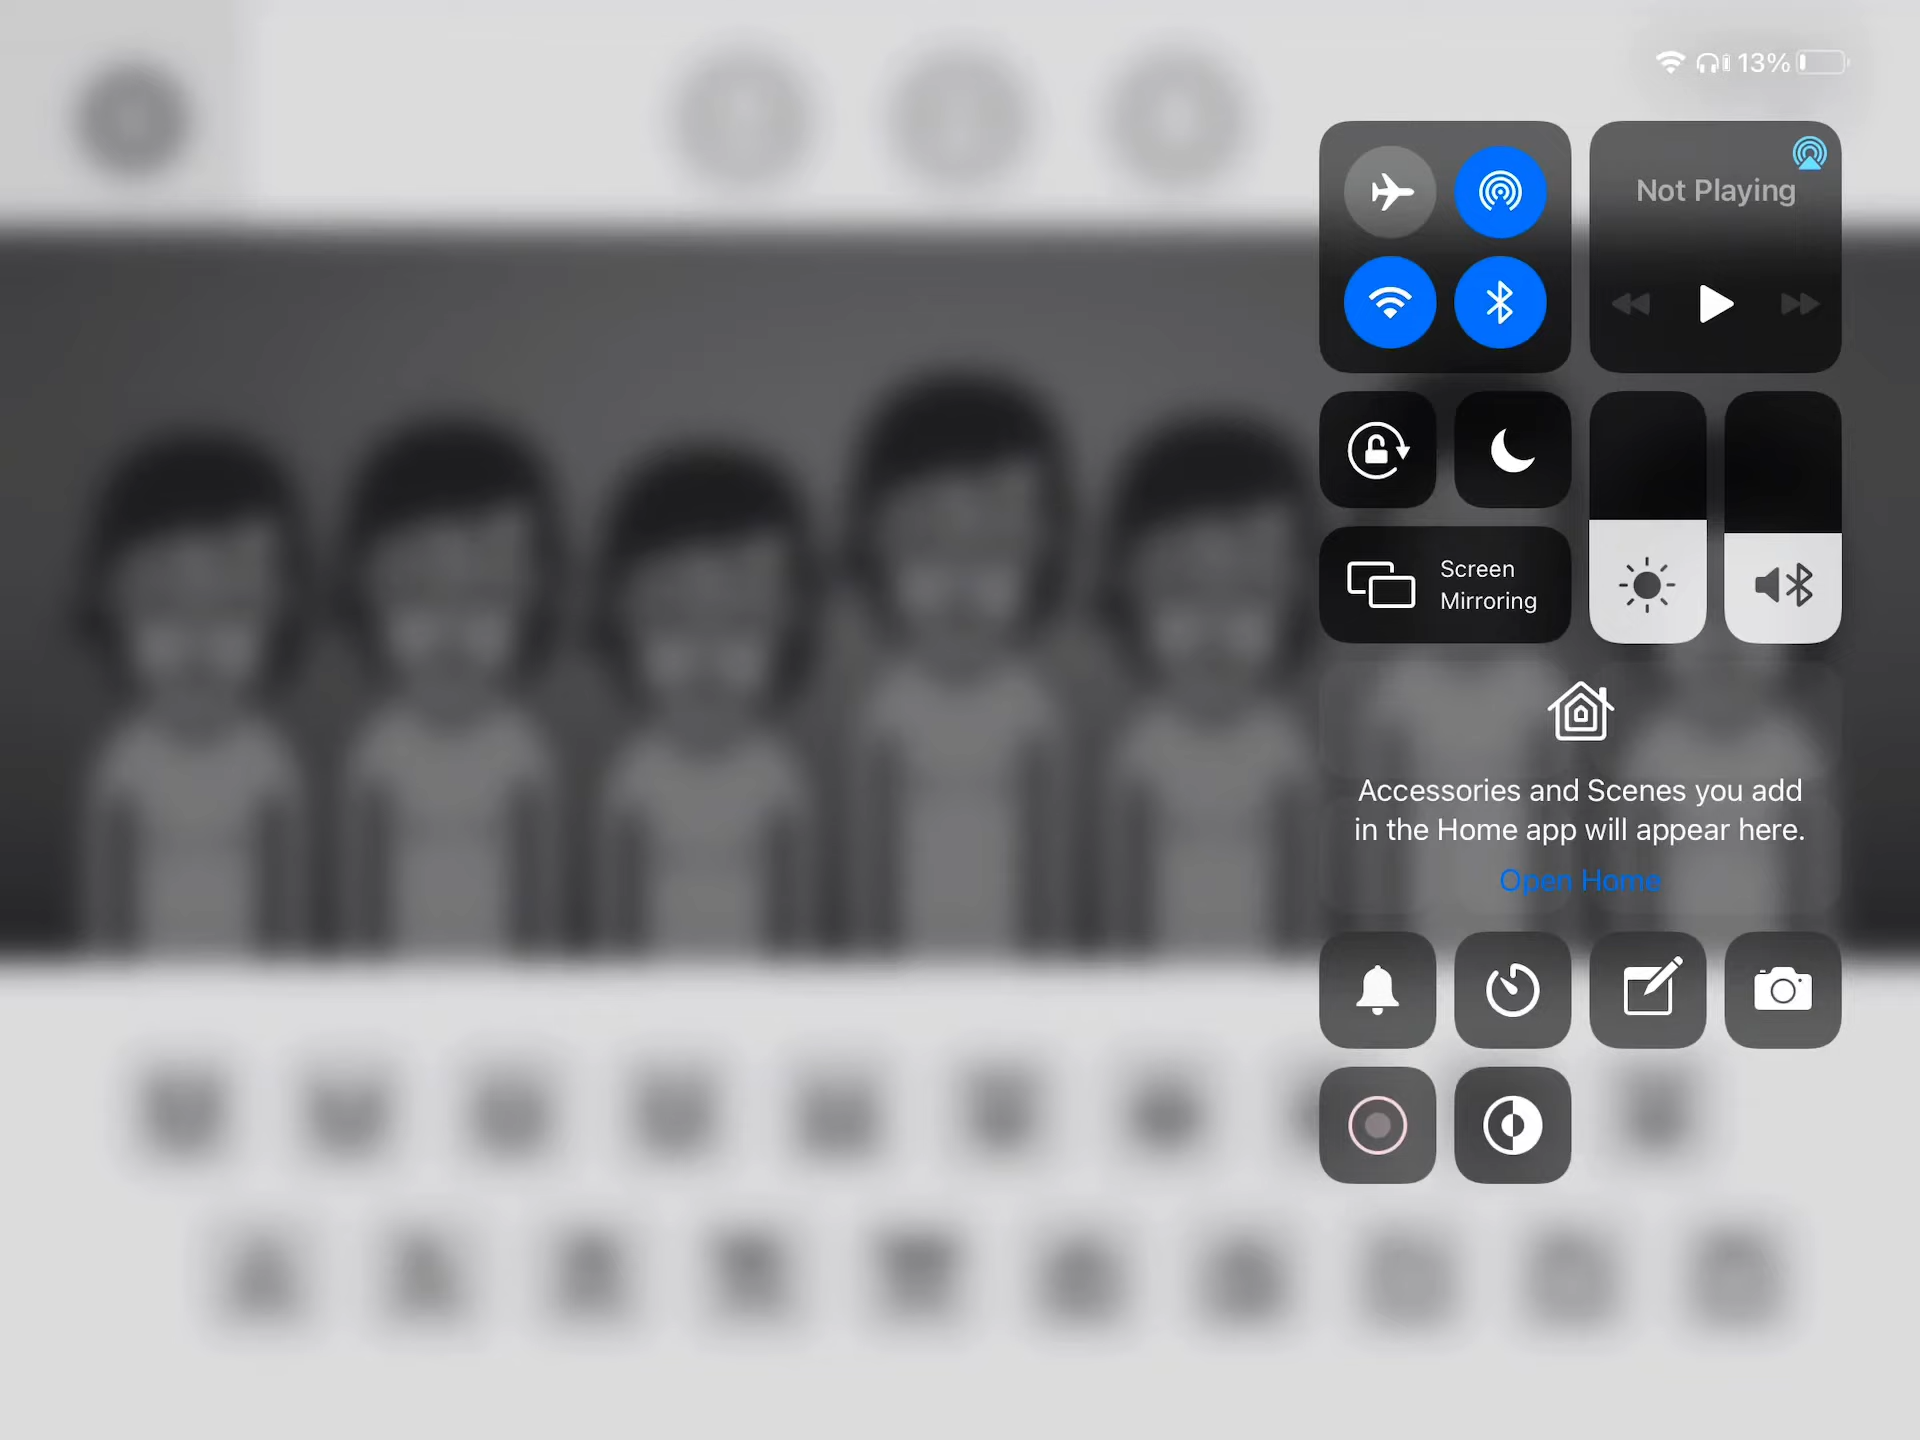 13%
Not Playing
Screen
Mirroring
Accessories and Scenes you add
in the Home app will appear here.
Open Home